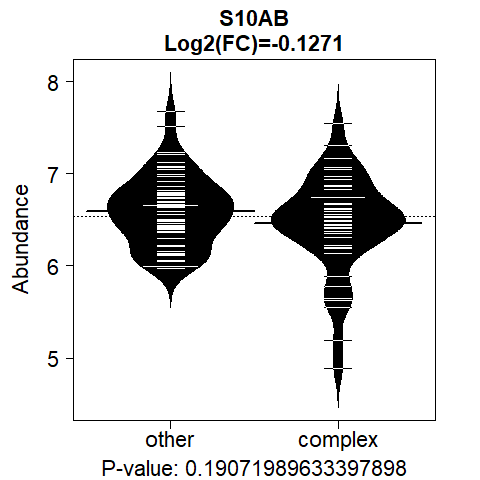 S10AB
Log2(FC)=-0.1271
Abundance
8
7
6
5
other complex
P-value: 0.19071989633397898